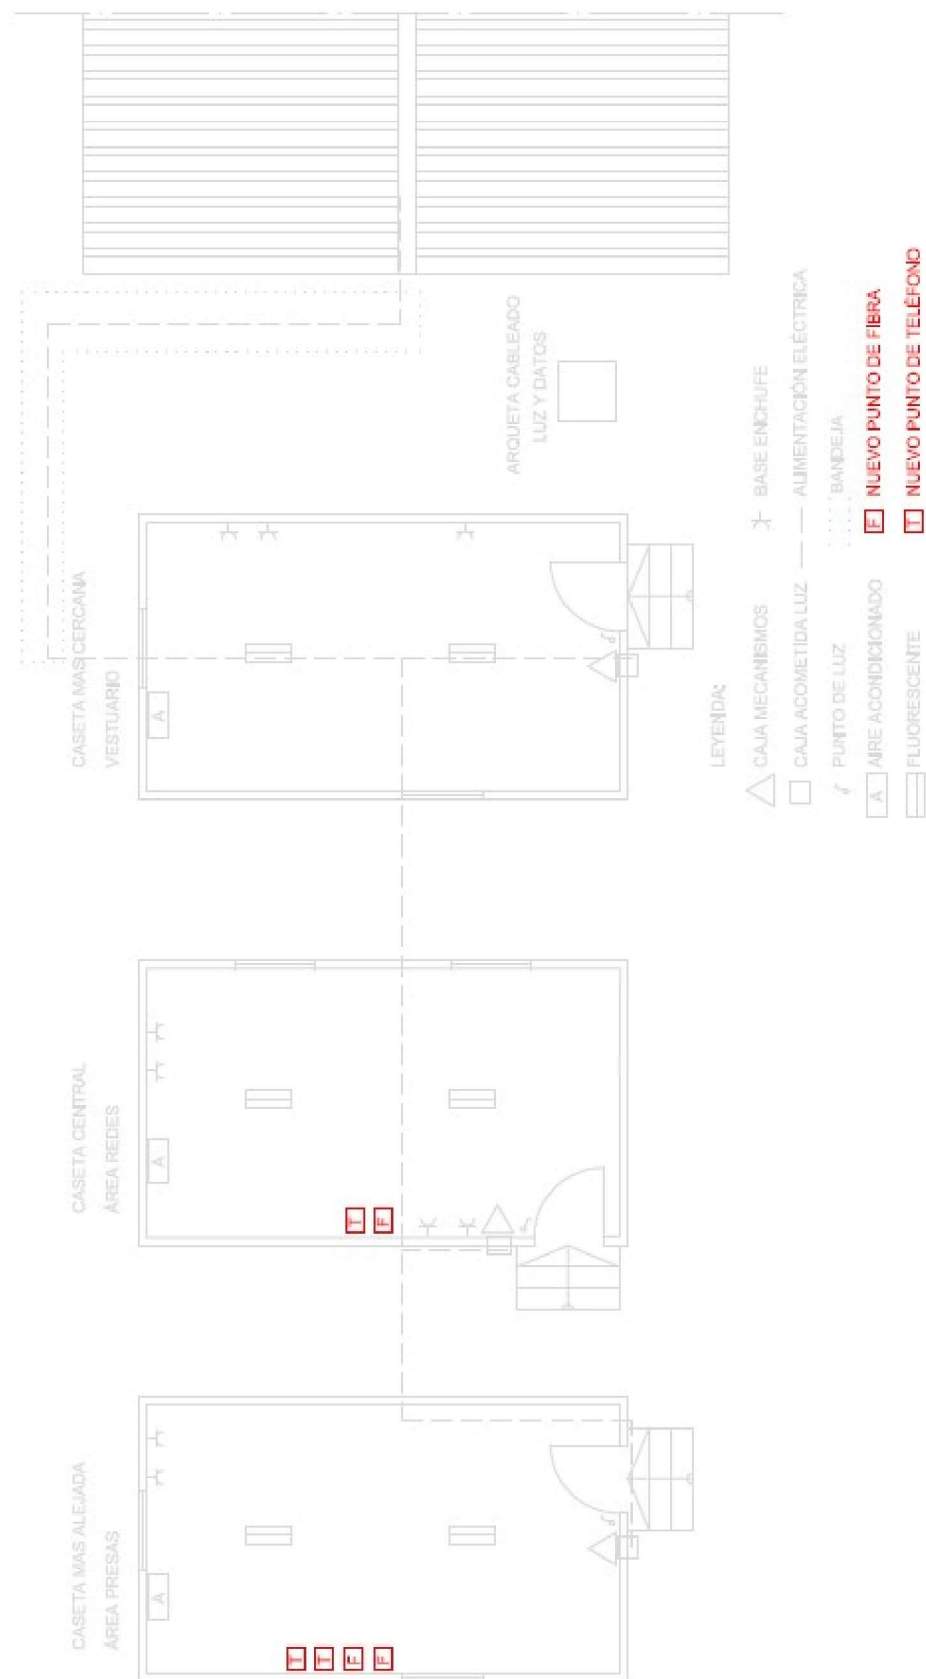 CASETA MAS ALEJADA
ÁREA PRESAS
A
T
T
F
F
CASETA CENTRAL
ÁREA REDES
A
T
F
CASETA MAS CERCANA
VESTUARIO
A
ARQUETA CABLEADO
LUZ Y DATOS
LEYENDA:
CAJA MECANISMOS
BASE ENCHUFE
CAJA ACOMETIDA LUZ
ALIMENTACIÓN ELÉCTRICA
PUNTO DE LUZ
BANDEJA
A AIRE ACONDICIONADO
F NUEVO PUNTO DE FIBRA
FLUORESCENTE
T NUEVO PUNTO DE TELÉFONO